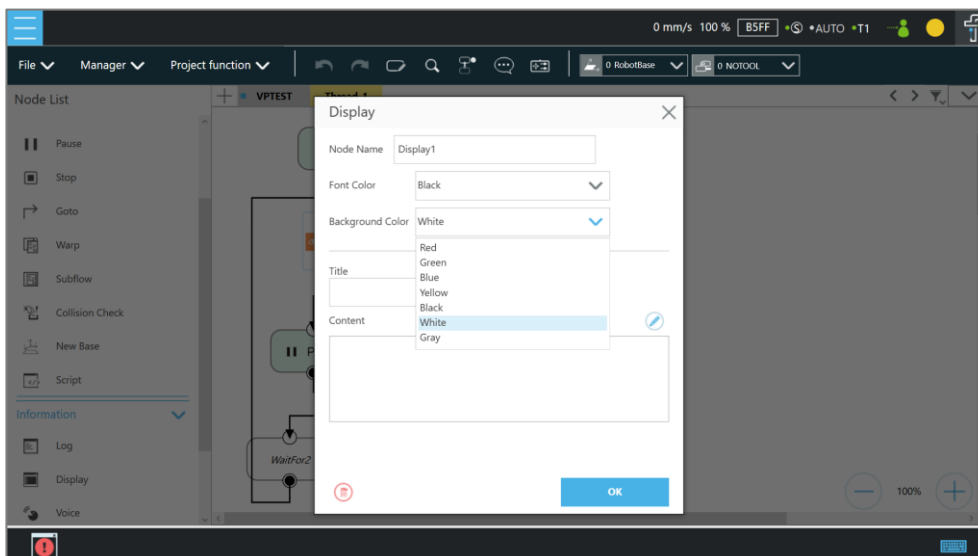 0 mm/s 100 % B5FF •Ⓢ •AUTO •T1
File Manager Project function 0 RobotBase 0 NOTOOL
Node List
VPTEST Thread 1
Pause
Stop
Goto
Warp
Subflow
Collision Check
New Base
Script
Information
Log
Display
Voice
P
WaitFor2
Display
Node Name Display1
Font Color Black
Background Color White
Red
Green
Blue
Yellow
Black
White
Gray
Title
Content
OK
100%